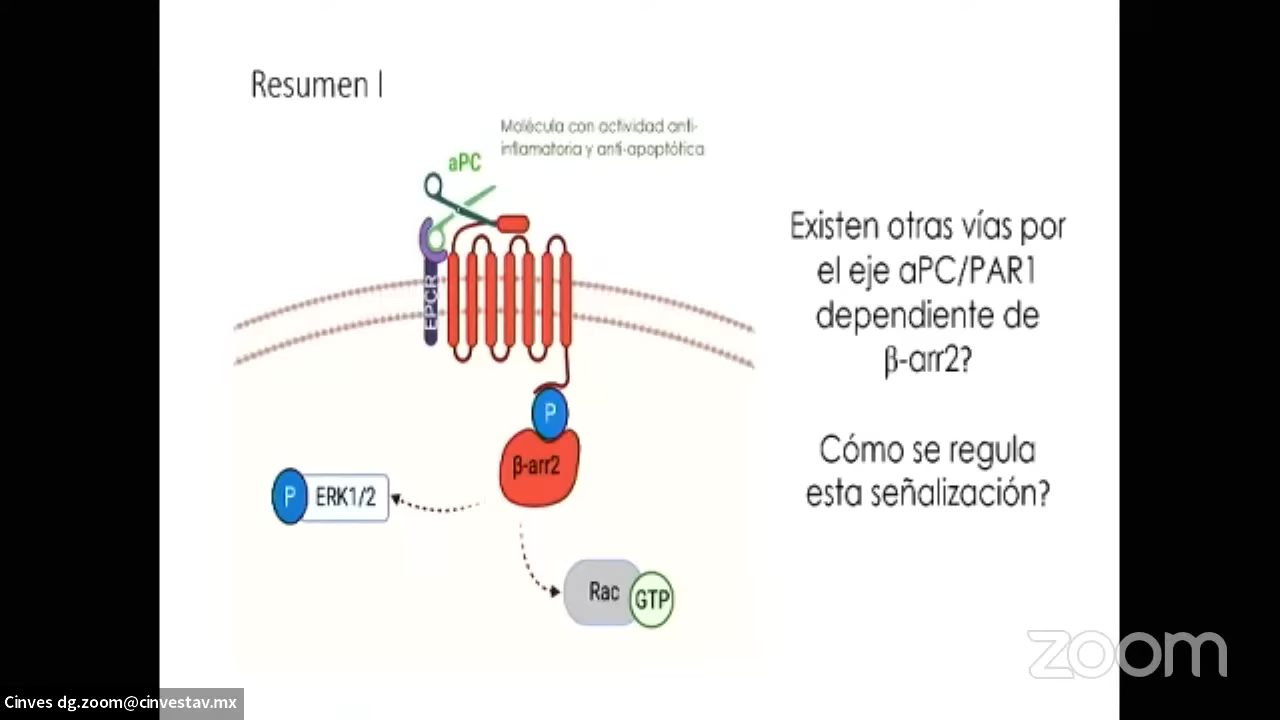 Resumen I
Molécula con actividad anti-
inflamatoria y anti-apoptótica
aPC
EPCR
Existen otras vías por
el eje aPC/PAR1
dependiente de
β-arr2?
Cómo se regula
esta señalización?
P
β-arr2
P ERK1/2
Rac GTP
zoom
Cinves dg.zoom@cinvestav.mx